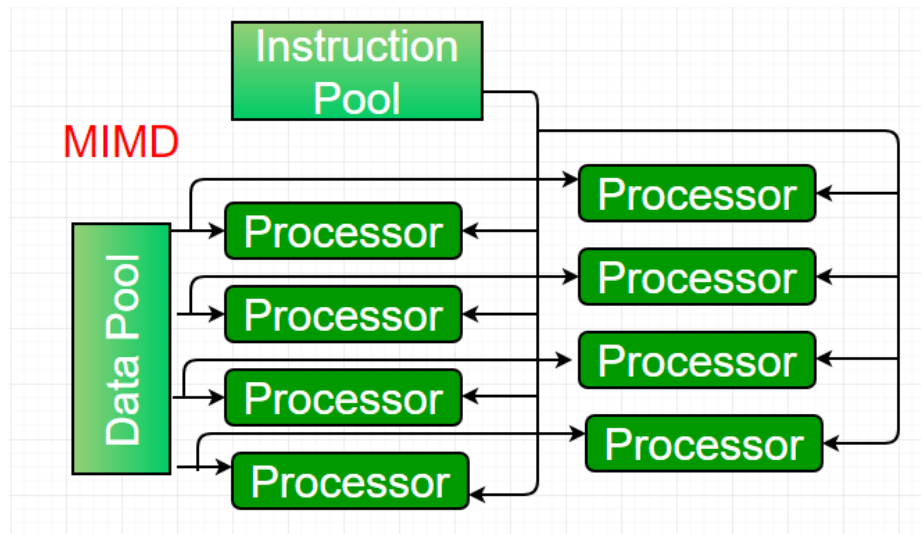 Instruction
Pool
MIMD
Processor
Processor
Processor
Processor
Processor
Processor
Processor
Processor
Data Pool